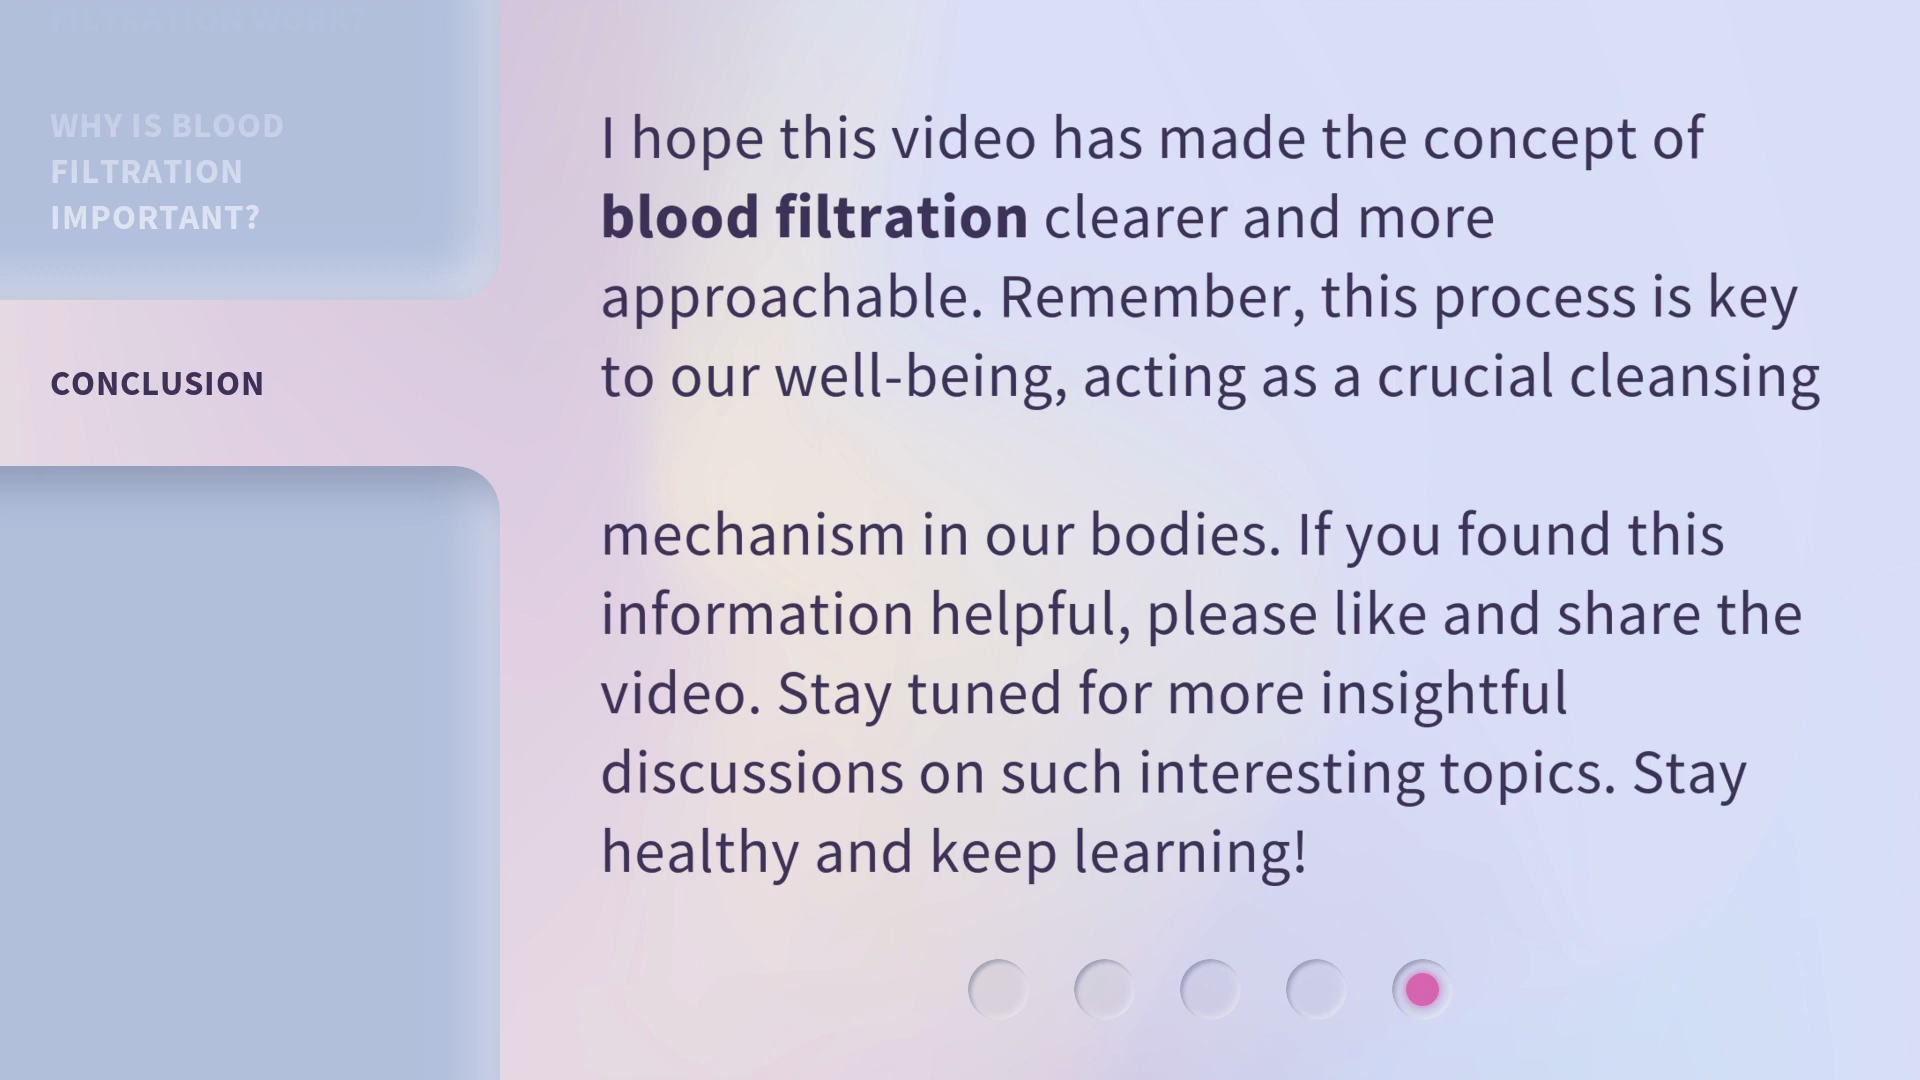 FILTRATION WORK?
WHY IS BLOOD
FILTRATION
IMPORTANT?
CONCLUSION
I hope this video has made the concept of
blood filtration clearer and more
approachable. Remember, this process is key
to our well-being, acting as a crucial cleansing
mechanism in our bodies. If you found this
information helpful, please like and share the
video. Stay tuned for more insightful
discussions on such interesting topics. Stay
healthy and keep learning!